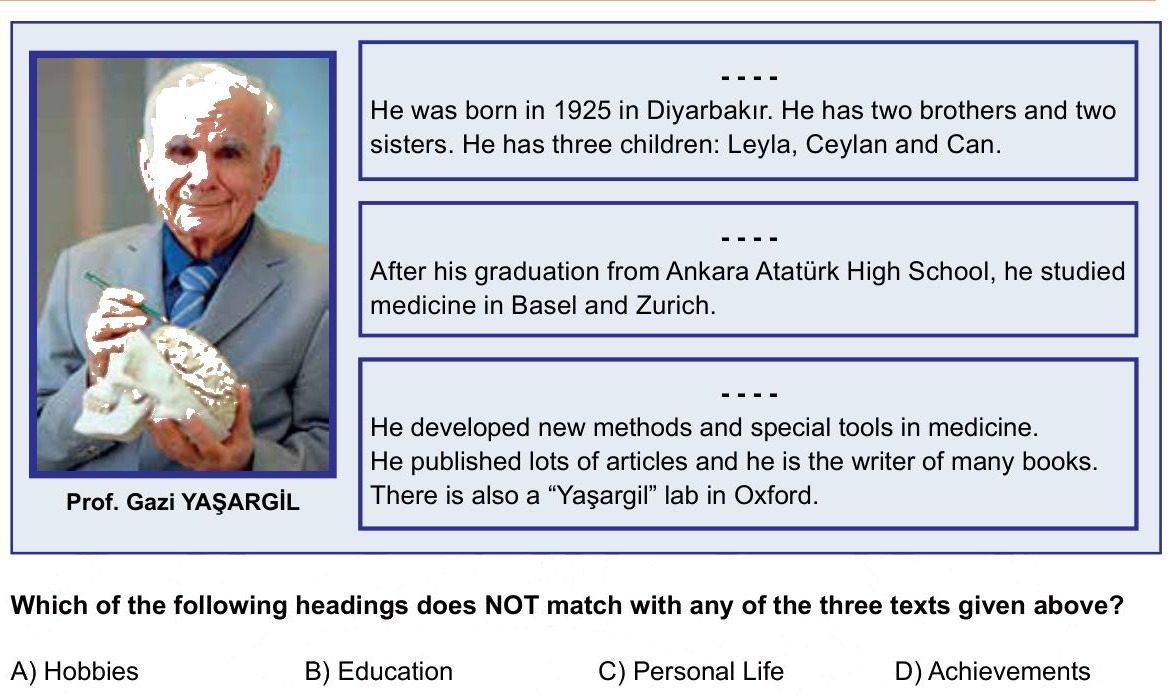 - - - -
He was born in 1925 in Diyarbakır. He has two brothers and two
sisters. He has three children: Leyla, Ceylan and Can.
- - - -
After his graduation from Ankara Atatürk High School, he studied
medicine in Basel and Zurich.
- - - -
He developed new methods and special tools in medicine.
He published lots of articles and he is the writer of many books.
There is also a “Yaşargil” lab in Oxford.
Prof. Gazi YAŞARGİL
Which of the following headings does NOT match with any of the three texts given above?
A) Hobbies B) Education C) Personal Life D) Achievements